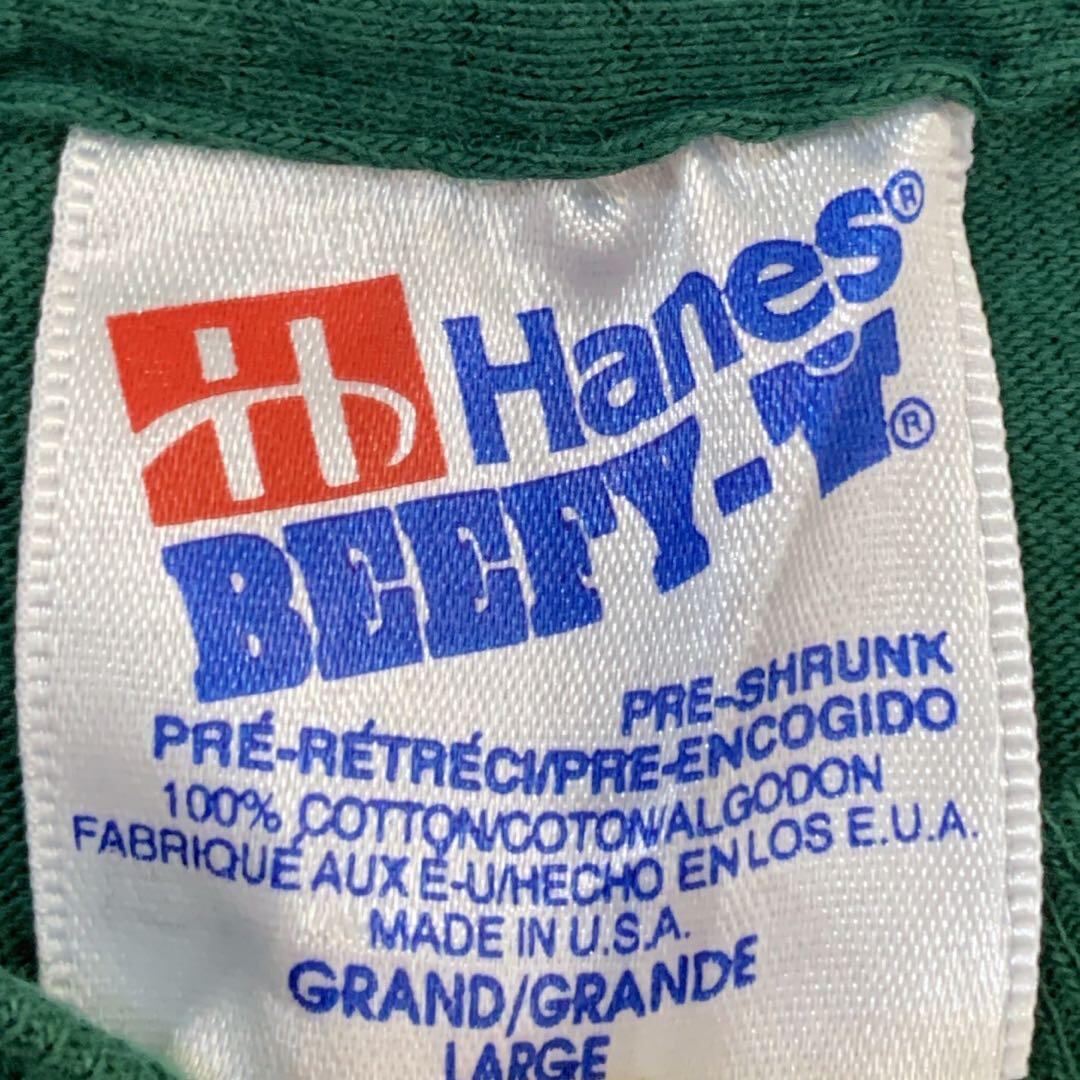 Hanes®
BEEFY-T®
PRE-SHRUNK
PRÉ-RÉTRÉCI/PRE-ENCOGIDO
100% COTTON/COTON/ALGODON
FABRIQUÉ AUX É-U/HECHO EN LOS E.U.A.
MADE IN U.S.A.
GRAND/GRANDE
LARGE